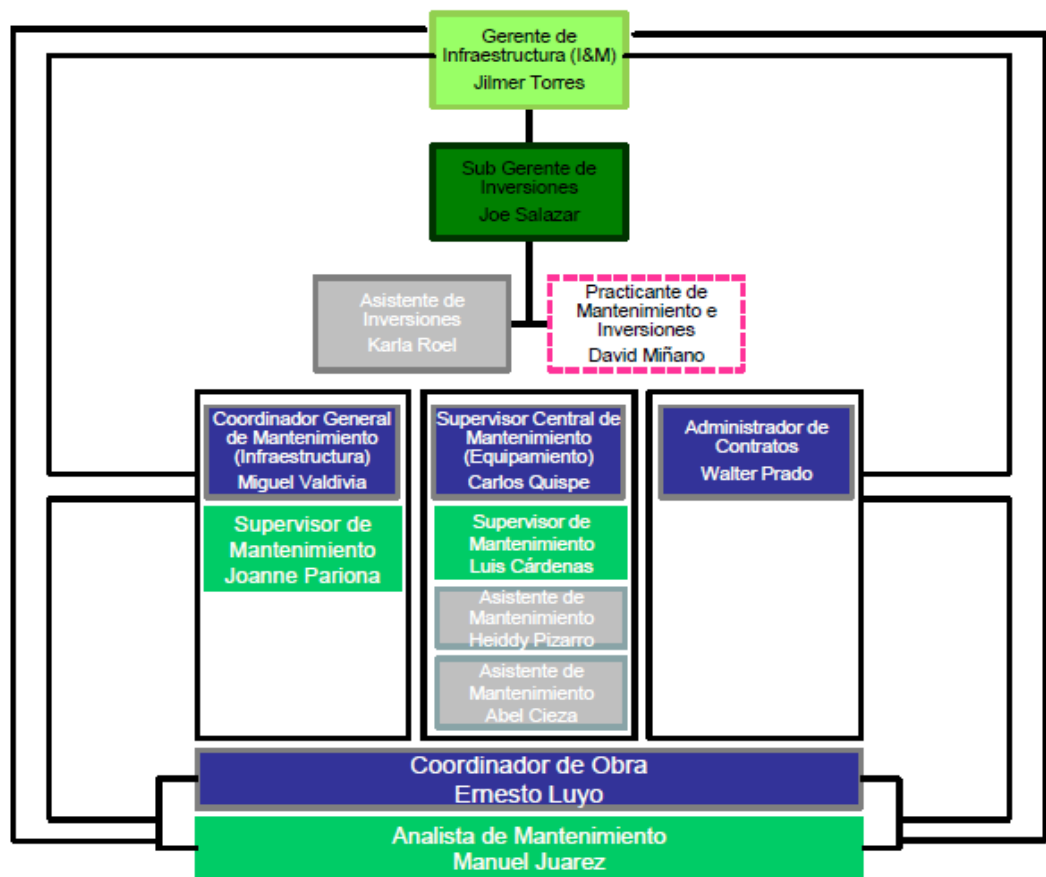 Gerente de
Infraestructura (I&M)
Jilmer Torres
Sub Gerente de
Inversiones
Joe Salazar
Asistente de
Inversiones
Karla Roel
Practicante de
Mantenimiento e
Inversiones
David Miñano
Coordinador General
de Mantenimiento
(Infraestructura)
Miguel Valdivia
Supervisor de
Mantenimiento
Joanne Pariona
Supervisor Central de
Mantenimiento
(Equipamiento)
Carlos Quispe
Supervisor de
Mantenimiento
Luis Cárdenas
Asistente de
Mantenimiento
Heiddy Pizarro
Asistente de
Mantenimiento
Abel Cieza
Administrador de
Contratos
Walter Prado
Coordinador de Obra
Ernesto Luyo
Analista de Mantenimiento
Manuel Juarez